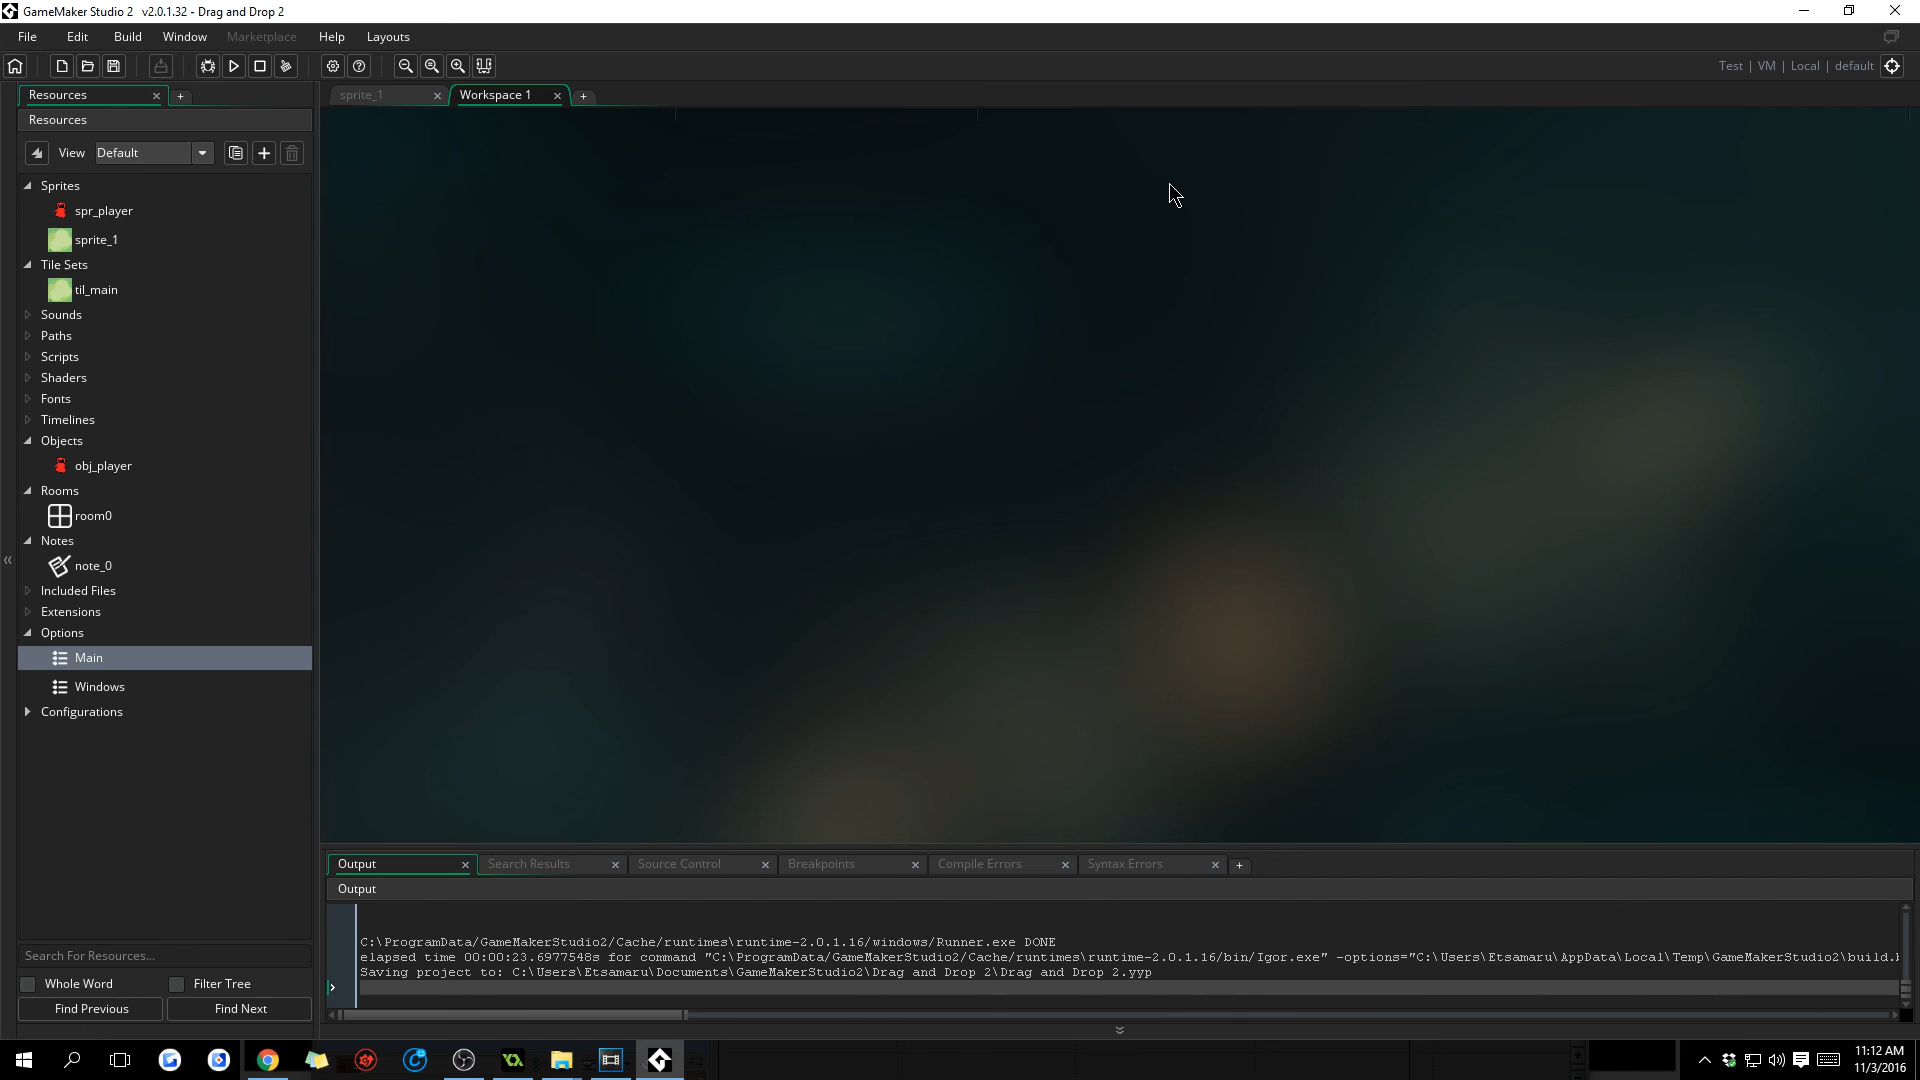 GameMaker Studio 2   v2.0.1.32 - Drag and Drop 2
File Edit Build Window Marketplace Help Layouts
Test | VM | Local | default
Resources
sprite_1
Workspace 1
Resources
View Default
Sprites
spr_player
sprite_1
Tile Sets
til_main
Sounds
Paths
Scripts
Shaders
Fonts
Timelines
Objects
obj_player
Rooms
room0
Notes
note_0
Included Files
Extensions
Options
Main
Windows
Configurations
Search For Resources...
Whole Word Filter Tree
Find Previous Find Next
Output Search Results Source Control Breakpoints Compile Errors Syntax Errors
Output
C:\ProgramData/GameMakerStudio2/Cache/runtimes\runtime-2.0.1.16/windows/Runner.exe DONE
elapsed time 00:00:23.6977548s for command "C:\ProgramData/GameMakerStudio2/Cache/runtimes\runtime-2.0.1.16/bin/Igor.exe" -options="C:\Users\Etsamaru\AppData\Local\Temp\GameMakerStudio2\build.
Saving project to: C:\Users\Etsamaru\Documents\GameMakerStudio2\Drag and Drop 2\Drag and Drop 2.yyp
11:12 AM
11/3/2016